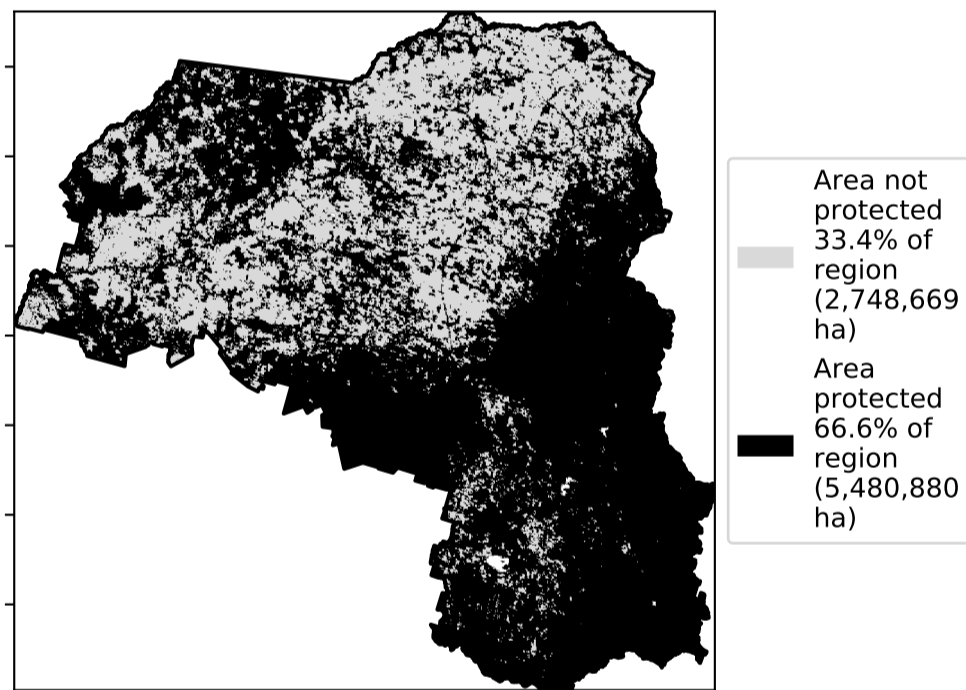 Area not
protected
33.4% of
region
(2,748,669
ha)
Area
protected
66.6% of
region
(5,480,880
ha)